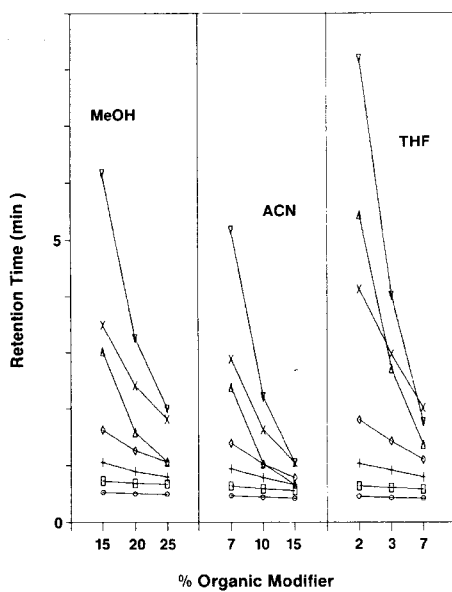 MeOH
ACN
THF
Retention Time (min)
5
0
15 20 25 7 10 15 2 3 7
% Organic Modifier